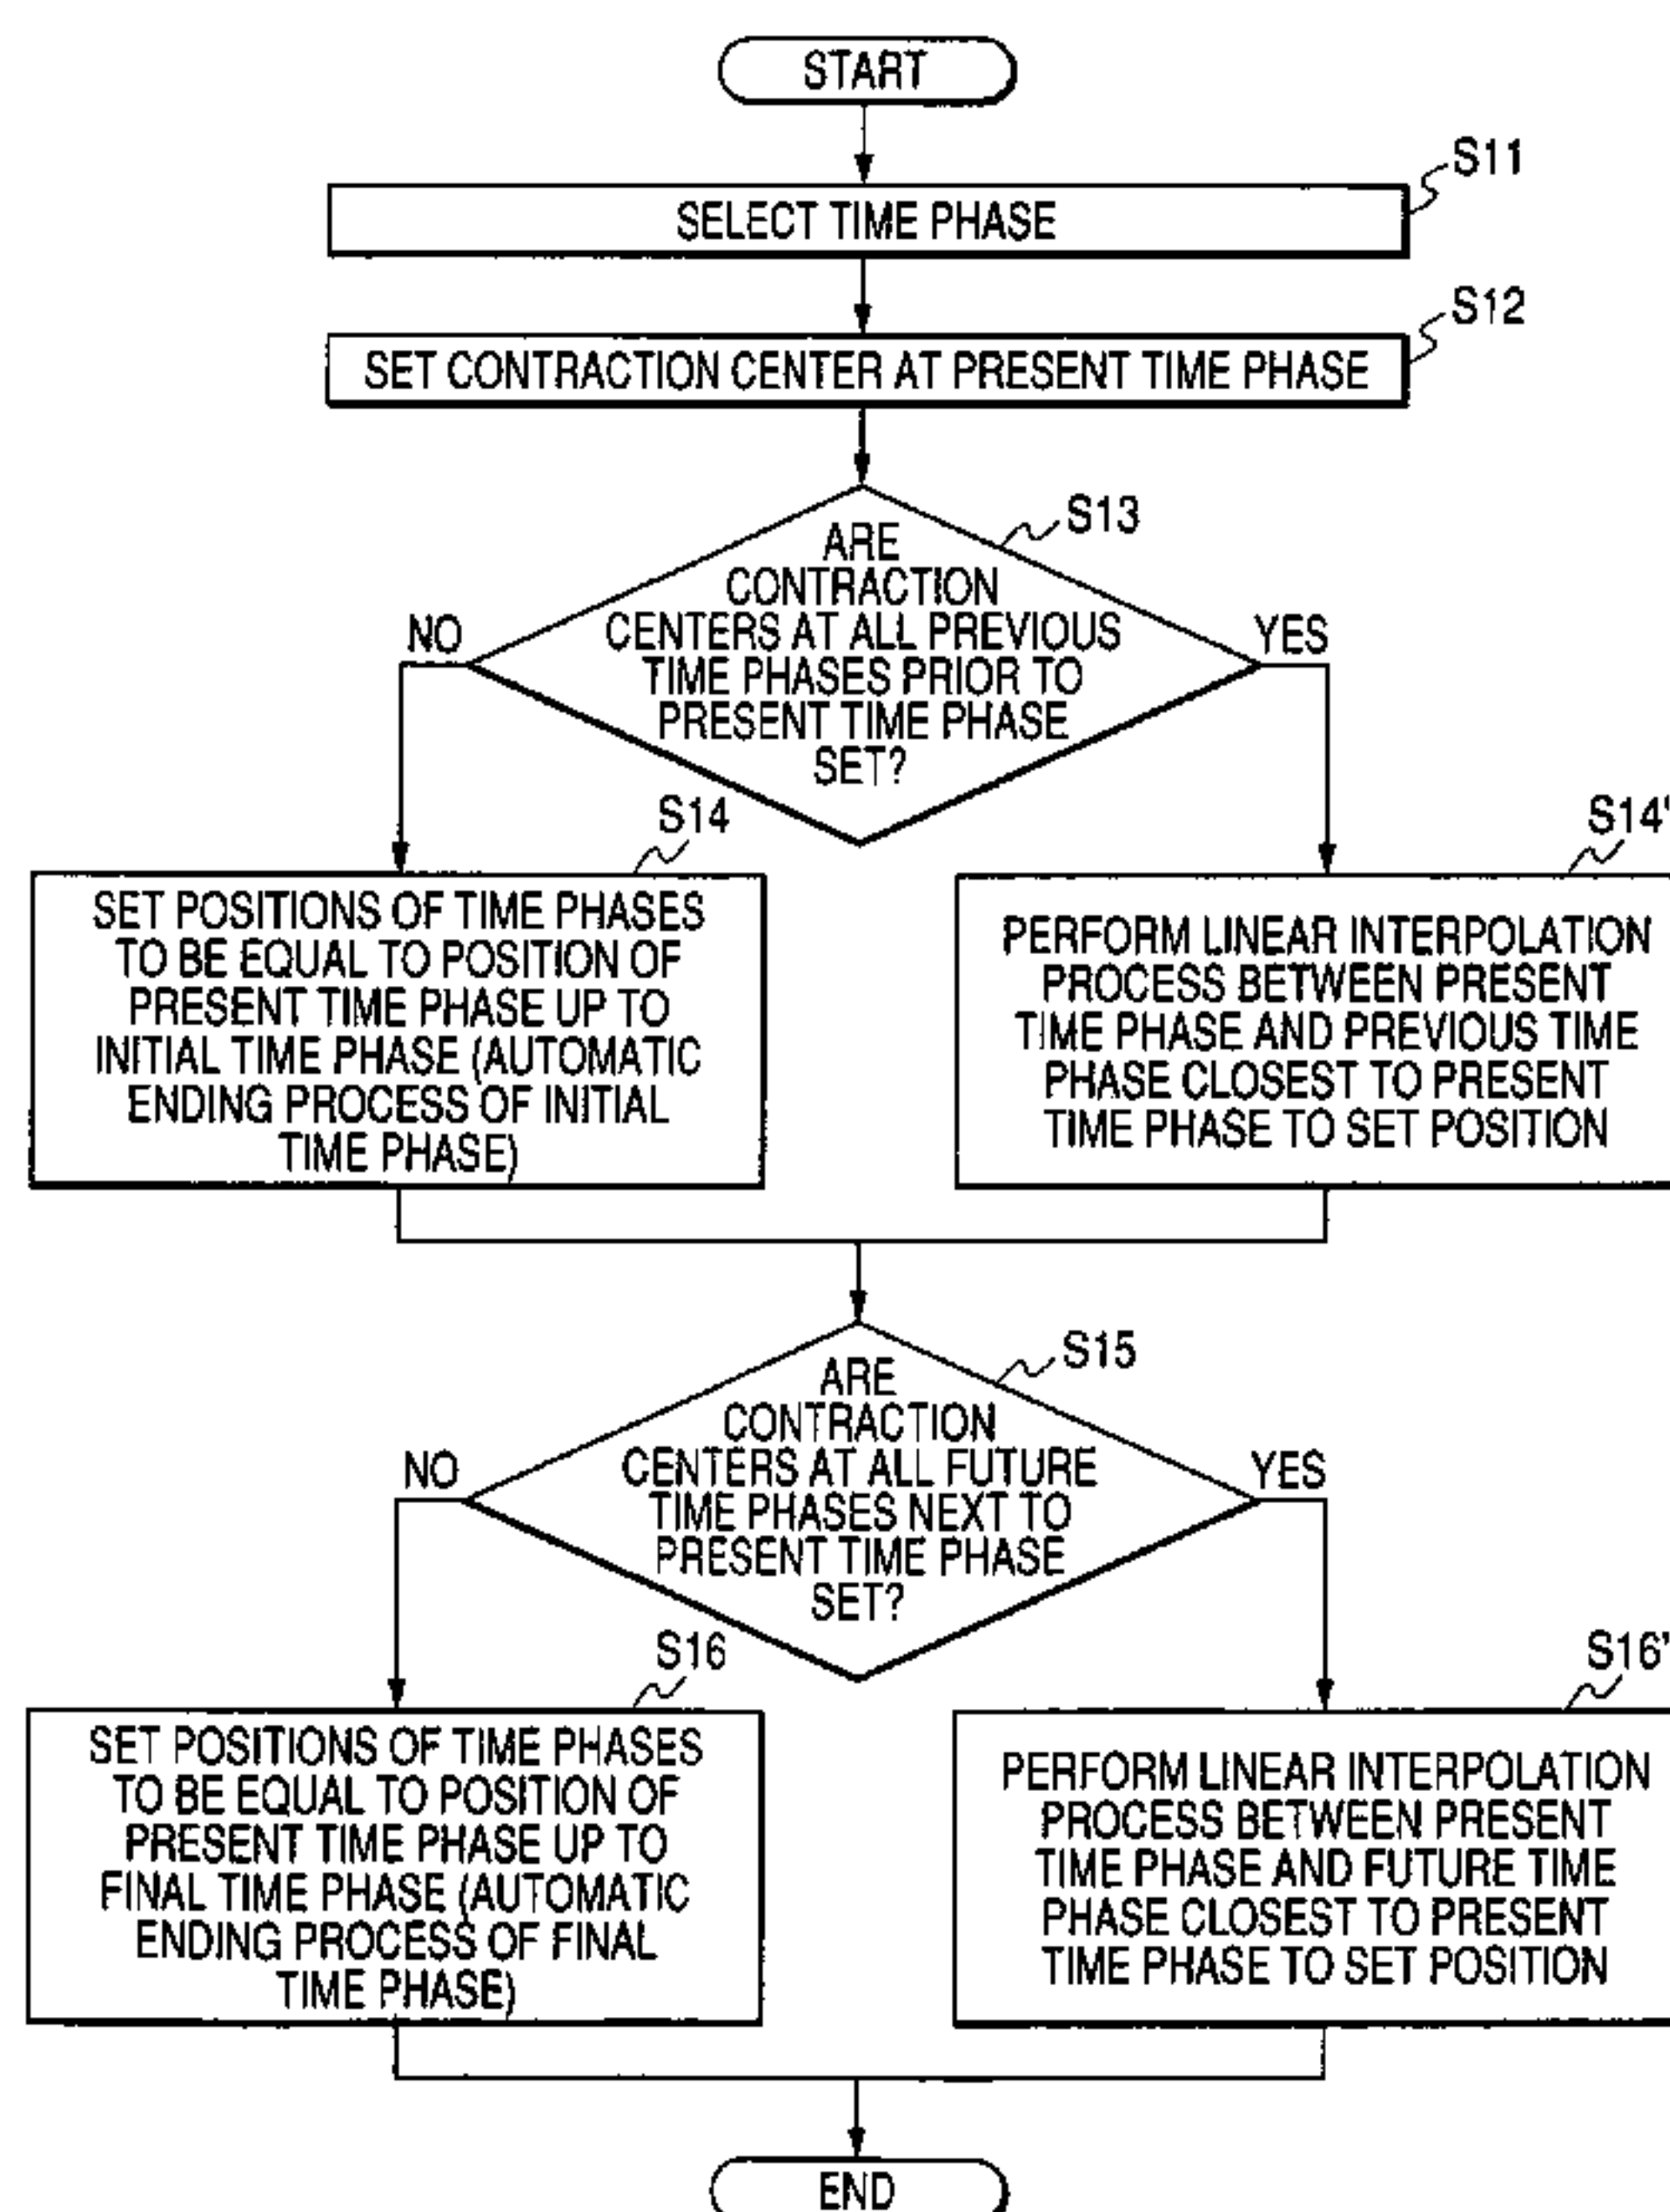 START
S11
SELECT TIME PHASE
S12
SET CONTRACTION CENTER AT PRESENT TIME PHASE
S13
ARE
CONTRACTION
CENTERS AT ALL PREVIOUS
TIME PHASES PRIOR TO
PRESENT TIME PHASE
SET?
NO
YES
S14
SET POSITIONS OF TIME PHASES
TO BE EQUAL TO POSITION OF
PRESENT TIME PHASE UP TO
INITIAL TIME PHASE (AUTOMATIC
ENDING PROCESS OF INITIAL
TIME PHASE)
S14'
PERFORM LINEAR INTERPOLATION
PROCESS BETWEEN PRESENT
TIME PHASE AND PREVIOUS TIME
PHASE CLOSEST TO PRESENT
TIME PHASE TO SET POSITION
S15
ARE
CONTRACTION
CENTERS AT ALL FUTURE
TIME PHASES NEXT TO
PRESENT TIME PHASE
SET?
NO
YES
S16
SET POSITIONS OF TIME PHASES
TO BE EQUAL TO POSITION OF
PRESENT TIME PHASE UP TO
FINAL TIME PHASE (AUTOMATIC
ENDING PROCESS OF FINAL
TIME PHASE)
S16'
PERFORM LINEAR INTERPOLATION
PROCESS BETWEEN PRESENT
TIME PHASE AND FUTURE TIME
PHASE CLOSEST TO PRESENT
TIME PHASE TO SET POSITION
END